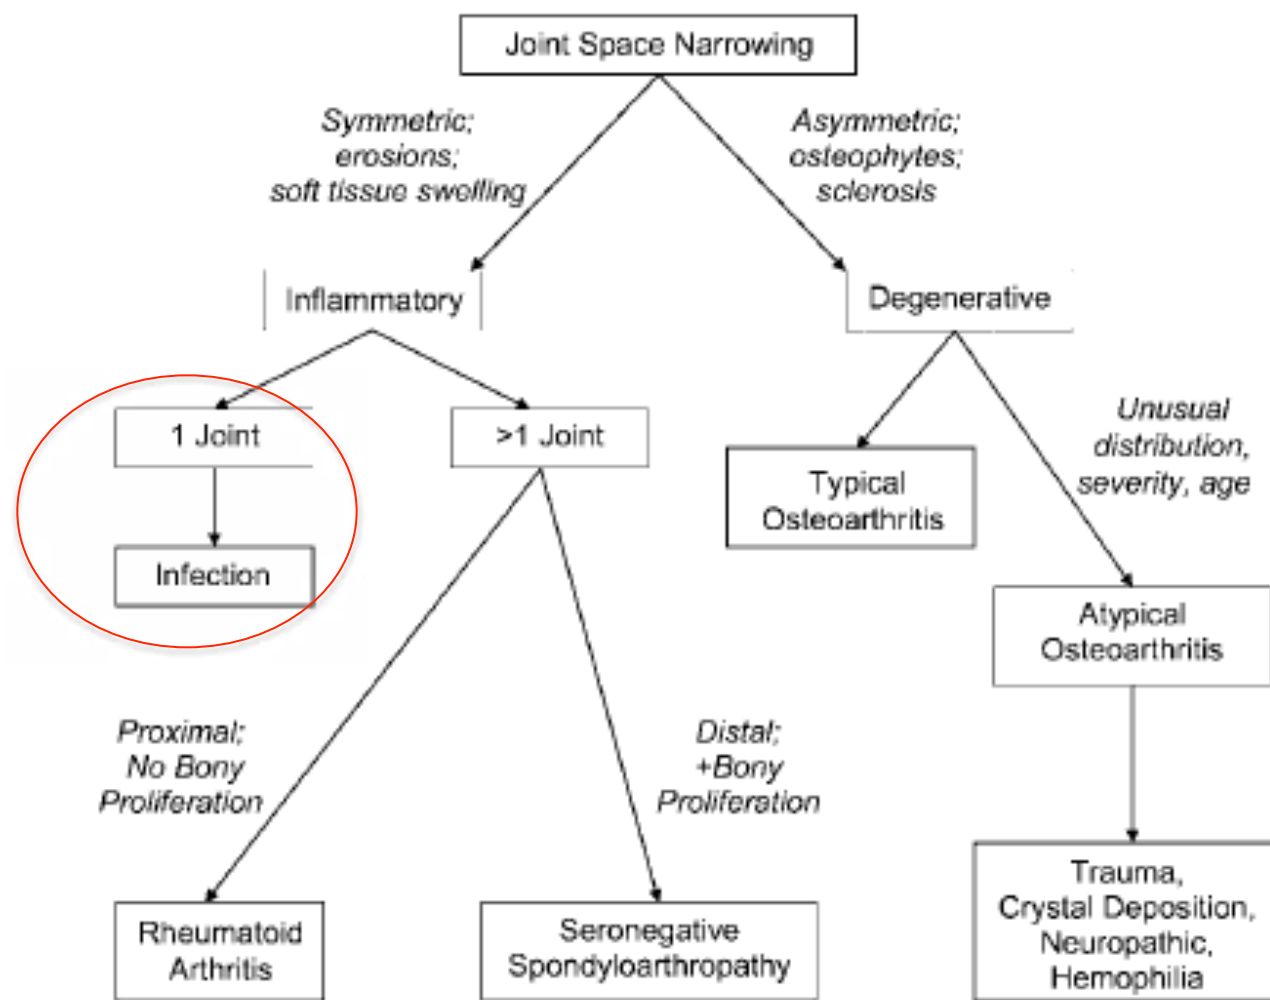 Joint Space Narrowing
Symmetric;
erosions;
soft tissue swelling
Asymmetric;
osteophytes;
sclerosis
Inflammatory
Degenerative
1 Joint
>1 Joint
Unusual
distribution,
severity, age
Typical
Osteoarthritis
Infection
Atypical
Osteoarthritis
Proximal;
No Bony
Proliferation
Distal;
+Bony
Proliferation
Rheumatoid
Arthritis
Seronegative
Spondyloarthropathy
Trauma,
Crystal Deposition,
Neuropathic,
Hemophilia